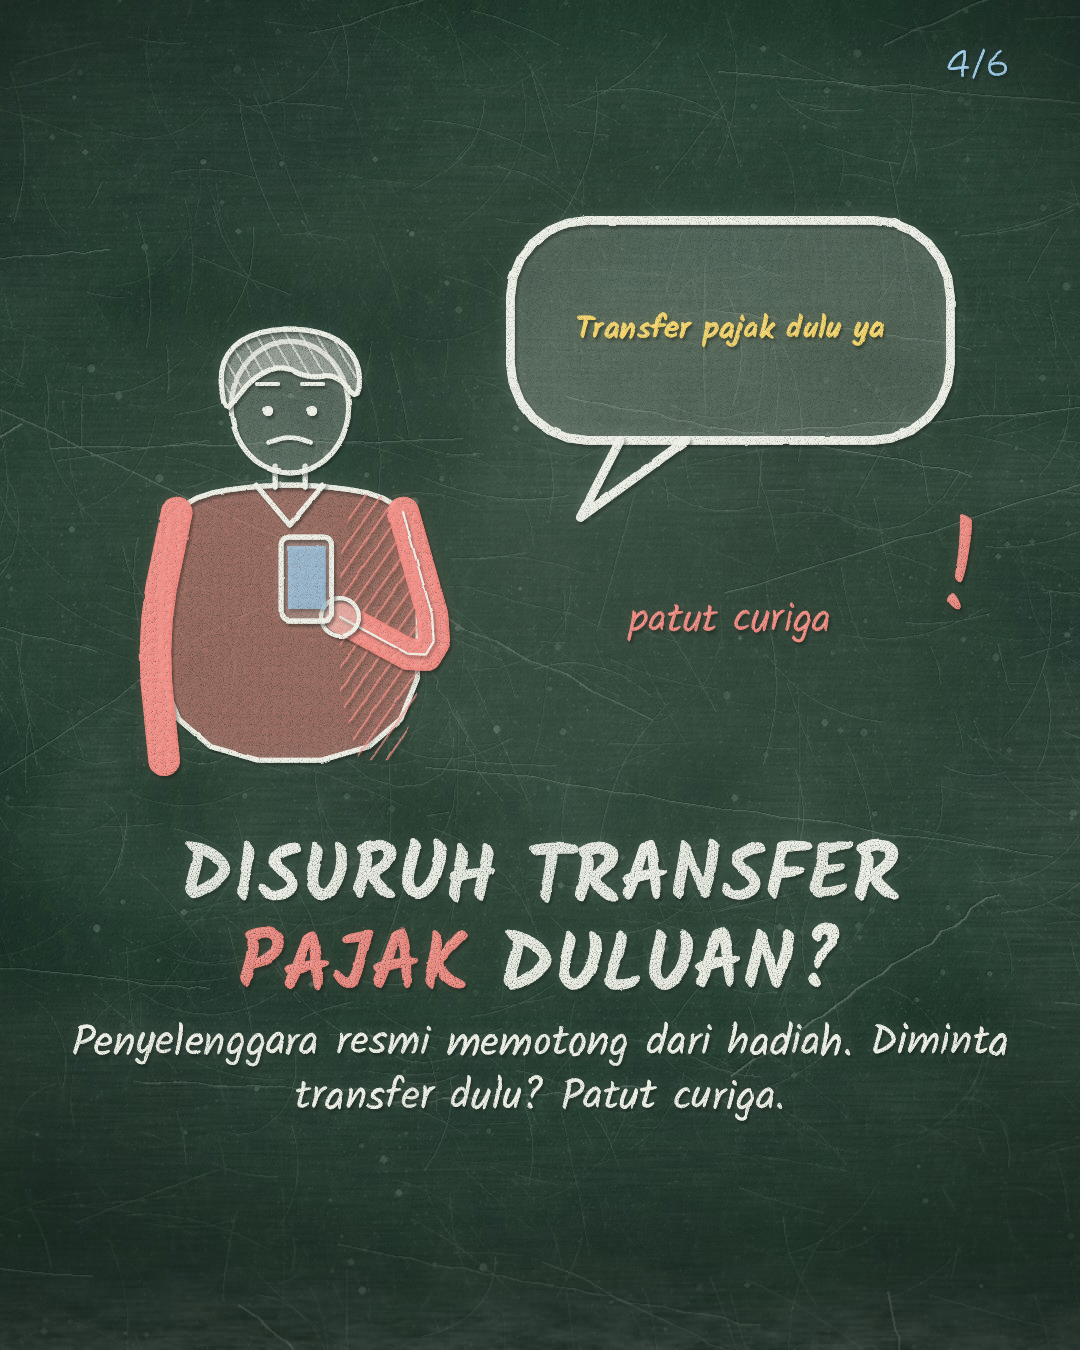 4/6
Transfer pajak dulu ya
!
patut curiga
DISURUH TRANSFER
PAJAK DULUAN?
Penyelenggara resmi memotong dari hadiah. Diminta
transfer dulu? Patut curiga.